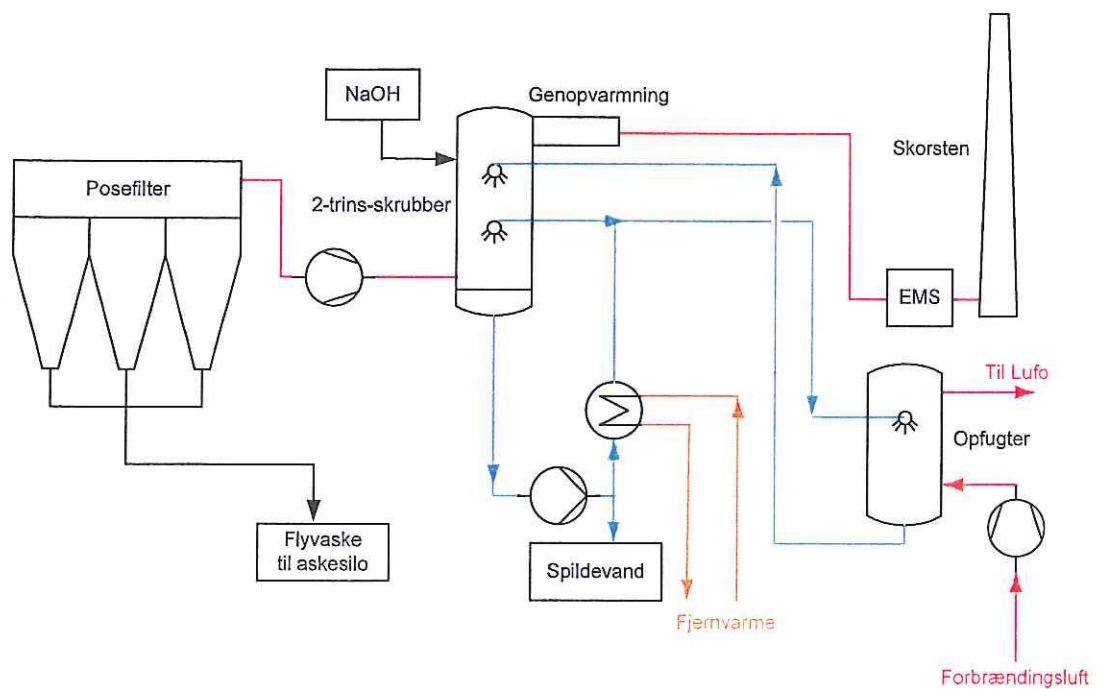 NaOH
Genopvarmning
Skorsten
Posefilter
2-trins-skrubber
EMS
Til Lufo
Opfugter
Flyvaske
til askesilo
Spildevand
Fjernvarme
Forbrændingsluft